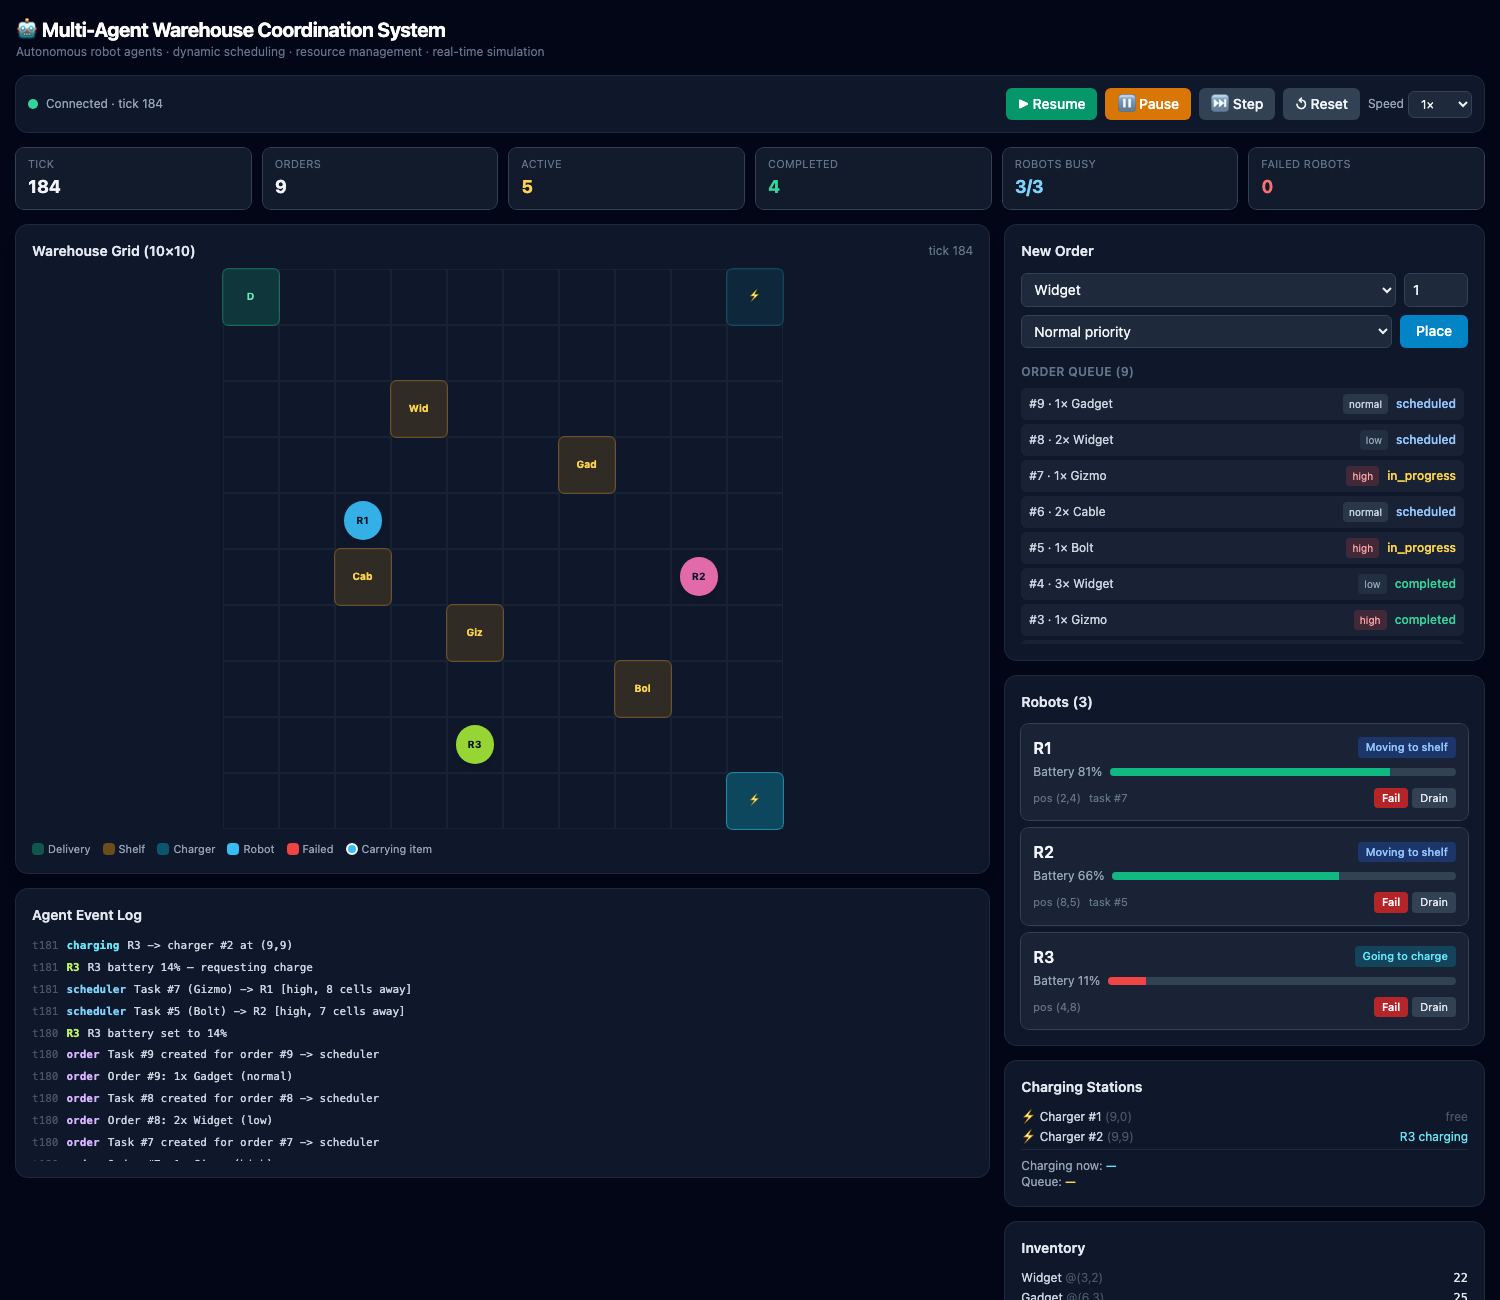 🤖 Multi-Agent Warehouse Coordination System
Autonomous robot agents · dynamic scheduling · resource management · real-time simulation
Connected · tick 184
▶ Resume
⏸ Pause
⏭ Step
↺ Reset
Speed
1×
TICK
184
ORDERS
9
ACTIVE
5
COMPLETED
4
ROBOTS BUSY
3/3
FAILED ROBOTS
0
Warehouse Grid (10×10)
tick 184
D
⚡
Wid
Gad
R1
Cab
R2
Giz
Bol
R3
⚡
Delivery
Shelf
Charger
Robot
Failed
Carrying item
Agent Event Log
t181 charging R3 –> charger #2 at (9,9)
t181 R3 R3 battery 14% — requesting charge
t181 scheduler Task #7 (Gizmo) –> R1 [high, 8 cells away]
t181 scheduler Task #5 (Bolt) –> R2 [high, 7 cells away]
t180 R3 R3 battery set to 14%
t180 order Task #9 created for order #9 –> scheduler
t180 order Order #9: 1x Gadget (normal)
t180 order Task #8 created for order #8 –> scheduler
t180 order Order #8: 2x Widget (low)
t180 order Task #7 created for order #7 –> scheduler
New Order
Widget
1
Normal priority
Place
ORDER QUEUE (9)
#9 · 1× Gadget normal scheduled
#8 · 2× Widget low scheduled
#7 · 1× Gizmo high in_progress
#6 · 2× Cable normal scheduled
#5 · 1× Bolt high in_progress
#4 · 3× Widget low completed
#3 · 1× Gizmo high completed
Robots (3)
R1
Moving to shelf
Battery 81%
pos (2,4) task #7
Fail
Drain
R2
Moving to shelf
Battery 66%
pos (8,5) task #5
Fail
Drain
R3
Going to charge
Battery 11%
pos (4,8)
Fail
Drain
Charging Stations
⚡ Charger #1 (9,0) free
⚡ Charger #2 (9,9) R3 charging
Charging now: —
Queue: —
Inventory
Widget @(3,2) 22
Gadget @(6,3) 25